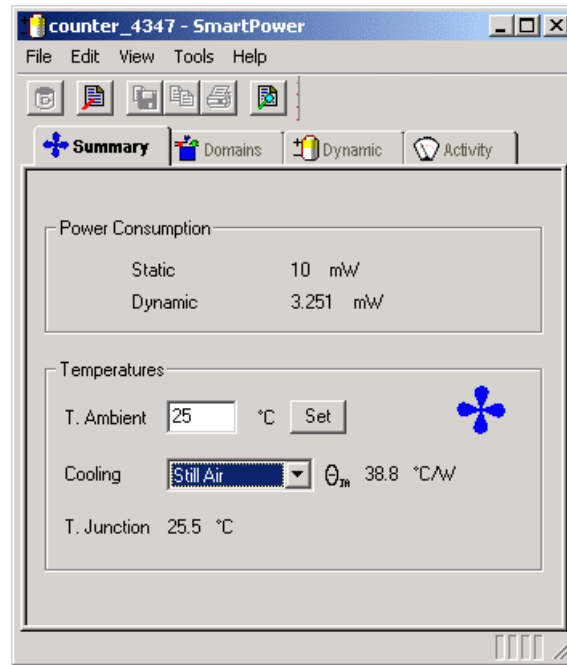 counter_4347 - SmartPower
File Edit View Tools Help
Summary Domains Dynamic Activity
Power Consumption
Static 10 mW
Dynamic 3.251 mW
Temperatures
T. Ambient 25 °C Set
Cooling Still Air θJA 38.8 °C/W
T. Junction 25.5 °C